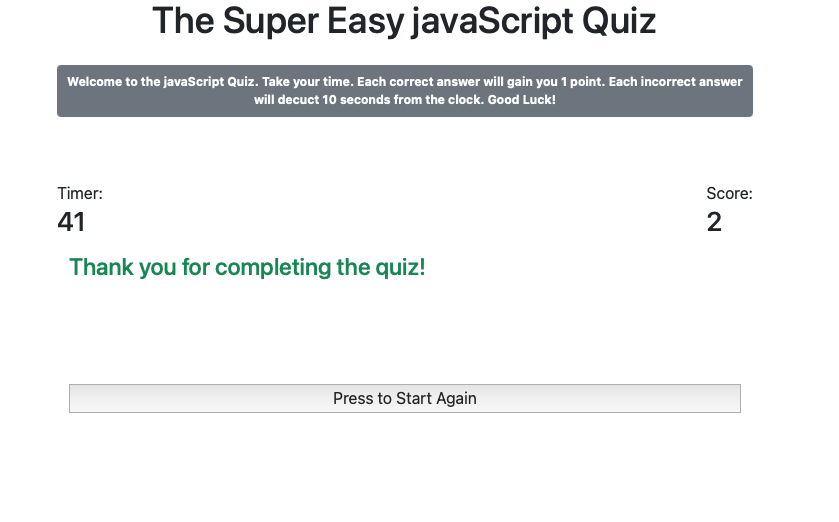 The Super Easy javaScript Quiz
Welcome to the javaScript Quiz. Take your time. Each correct answer will gain you 1 point. Each incorrect answer
will decuct 10 seconds from the clock. Good Luck!
Timer:
Score:
41
2
Thank you for completing the quiz!
Press to Start Again